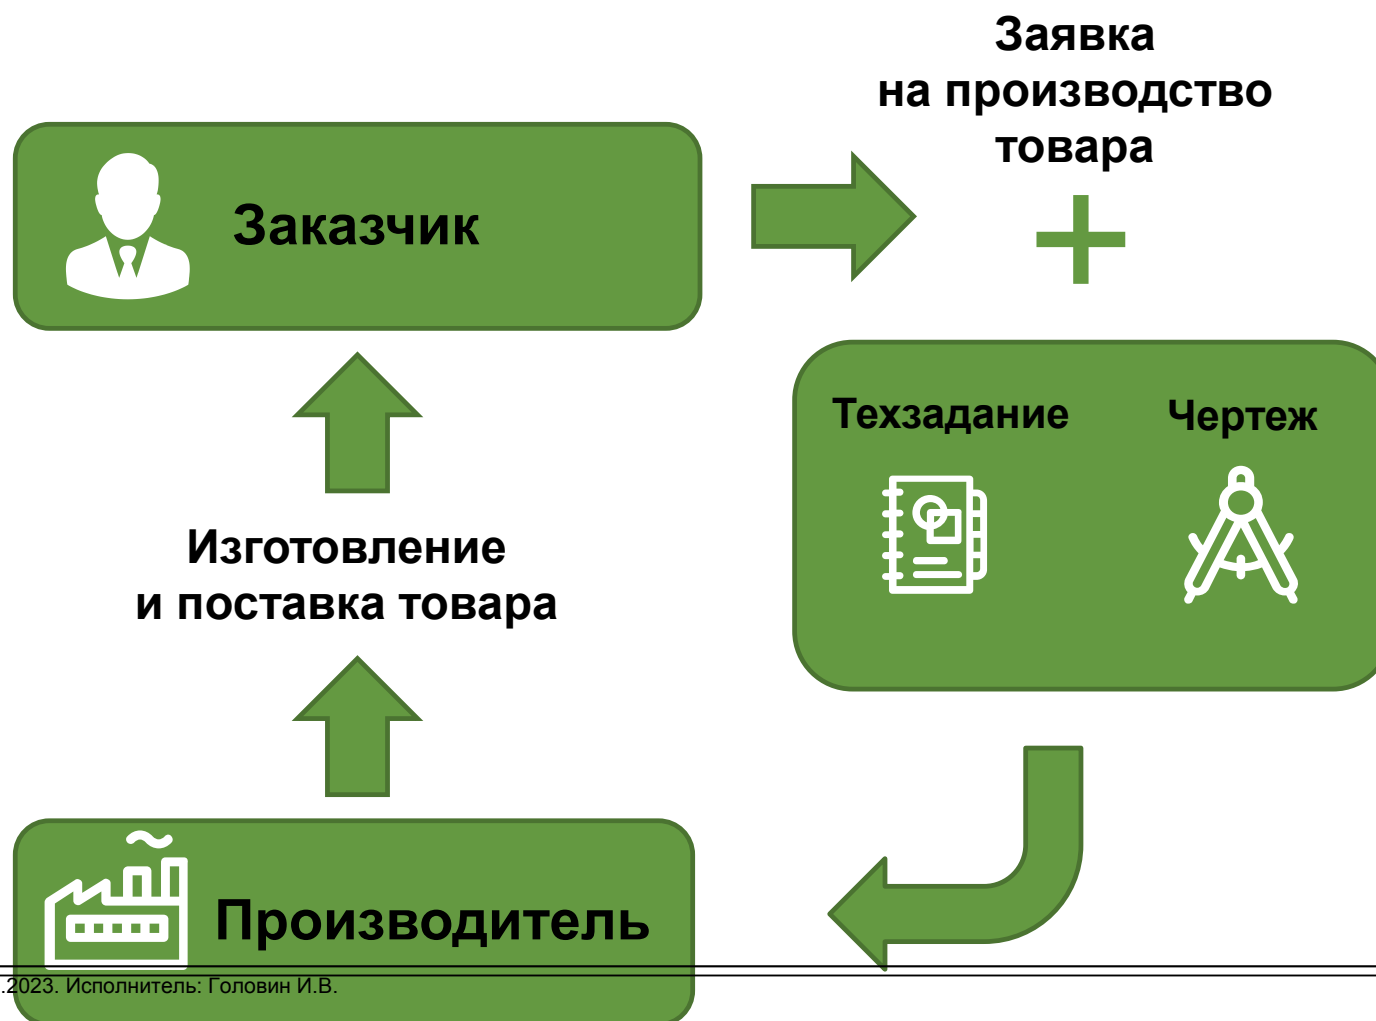 Заявка
на производство
товара
Заказчик
Техзадание
Чертеж
Изготовление
и поставка товара
Производитель
.2023. Исполнитель: Головин И.В.